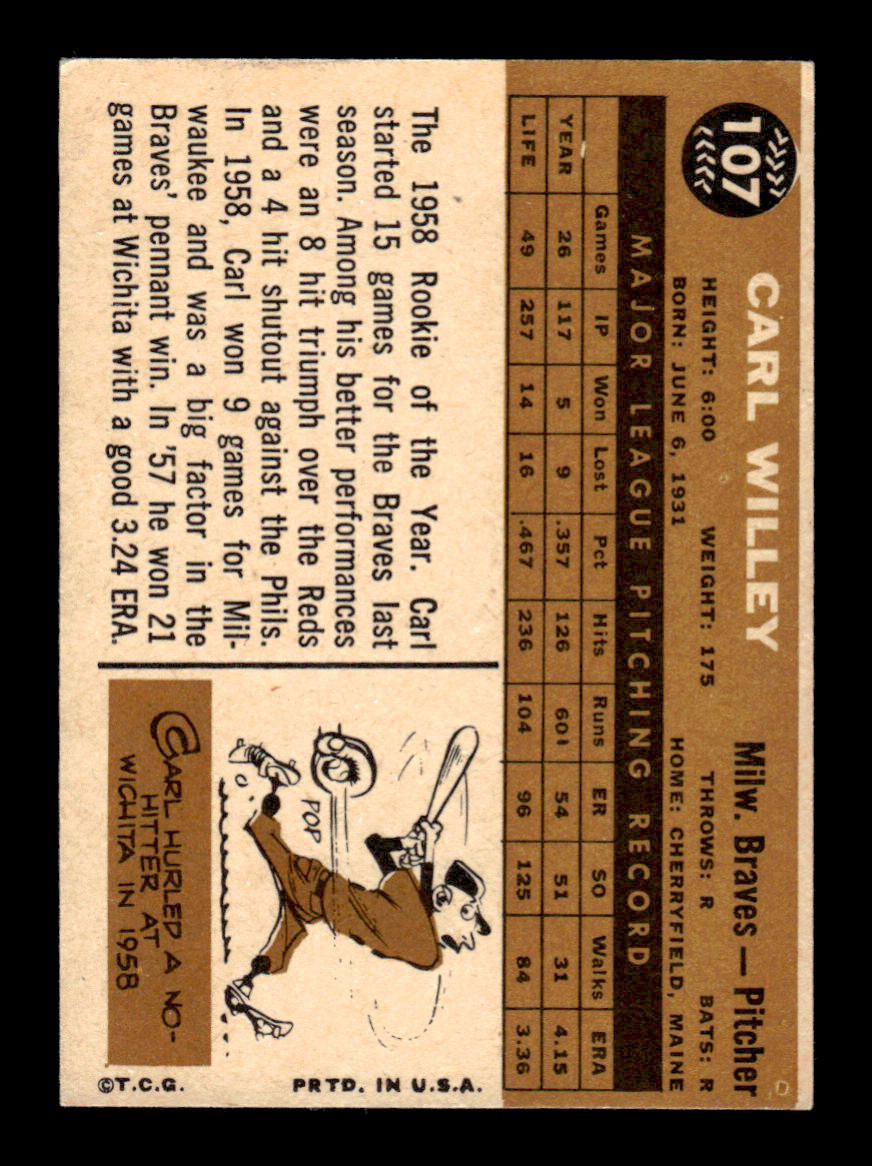 107
CARL WILLEY
Milw. Braves — Pitcher
HEIGHT: 6:00 WEIGHT: 175 THROWS: R BATS: R
BORN: JUNE 6, 1931 HOME: CHERRYFIELD, MAINE
MAJOR LEAGUE PITCHING RECORD
Games IP Won Lost Pct Hits Runs ER SO Walks ERA
YEAR 26 117 5 9 .357 126 60 54 51 31 4.15
LIFE 49 257 14 16 .467 236 104 96 125 84 3.36
The 1958 Rookie of the Year. Carl
started 15 games for the Braves last
season. Among his better performances
were an 8 hit triumph over the Reds
and a 4 hit shutout against the Phils.
In 1958, Carl won 9 games for Mil-
waukee and was a big factor in the
Braves' pennant win. In '57 he won 21
games at Wichita with a good 3.24 ERA.
POP
CARL HURLED A NO-
HITTER AT
WICHITA IN 1958
©T.C.G. PRTD. IN U.S.A.